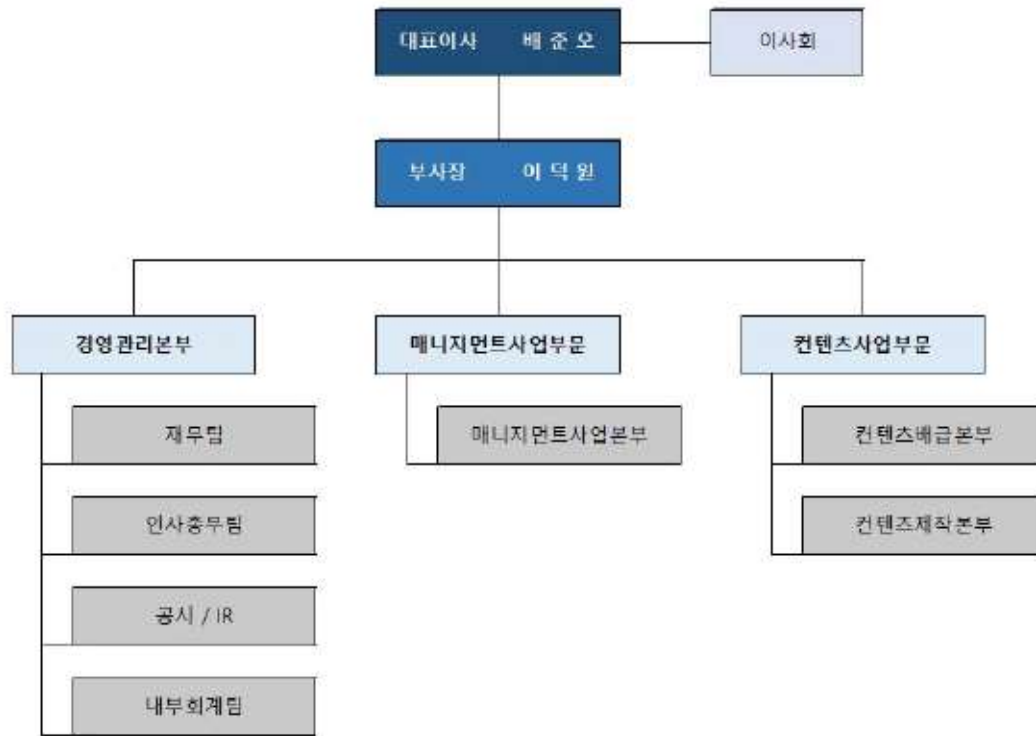 대표이사 배 준 오
이사회
부사장 이 덕 원
경영관리본부
매니지먼트사업부문
컨텐츠사업부문
재무팀
매니지먼트사업본부
컨텐츠배급본부
인사총무팀
컨텐츠제작본부
공시 / IR
내부회계팀